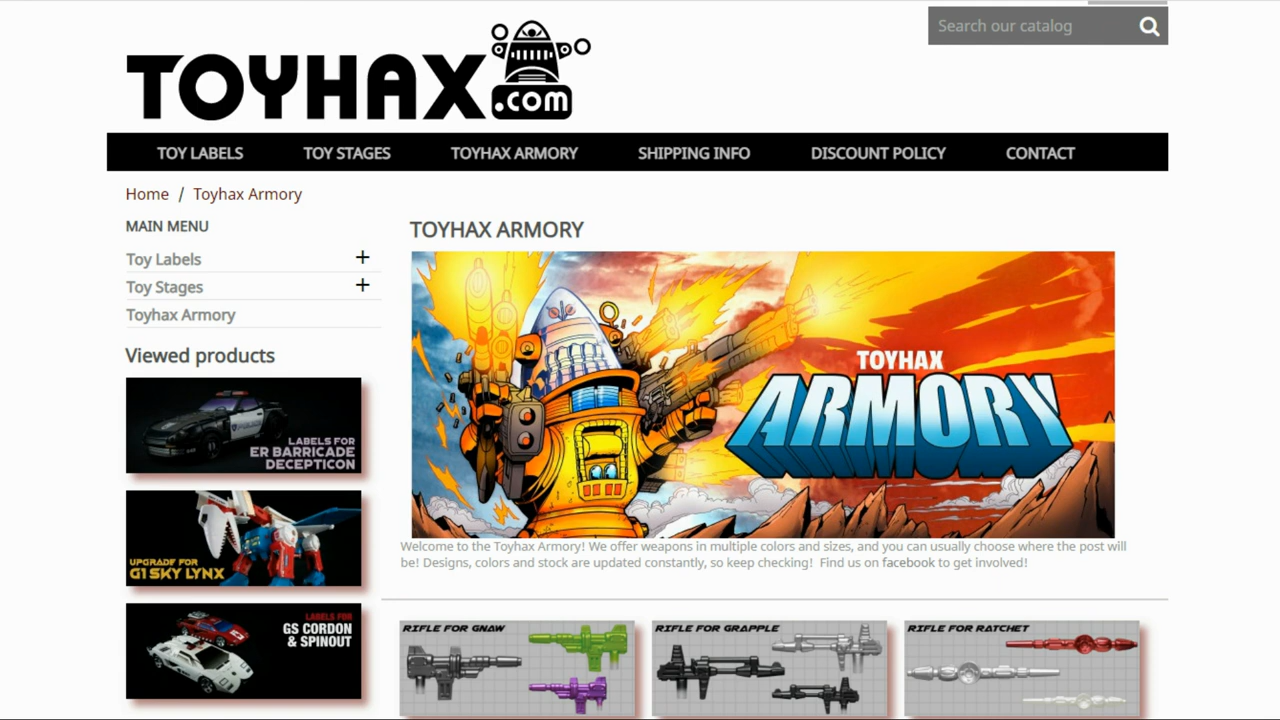 Search our catalog
TOYHAX
.com
TOY LABELS TOY STAGES TOYHAX ARMORY SHIPPING INFO DISCOUNT POLICY CONTACT
Home / Toyhax Armory
MAIN MENU
Toy Labels +
Toy Stages +
Toyhax Armory
Viewed products
LABELS FOR
ER BARRICADE
DECEPTICON
UPGRADE FOR
G1 SKY LYNX
LABELS FOR
GS CORDON
& SPINOUT
TOYHAX ARMORY
TOYHAX
ARMORY
Welcome to the Toyhax Armory! We offer weapons in multiple colors and sizes, and you can usually choose where the post will
be! Designs, colors and stock are updated constantly, so keep checking! Find us on facebook to get involved!
RIFLE FOR GNAW
RIFLE FOR GRAPPLE
RIFLE FOR RATCHET